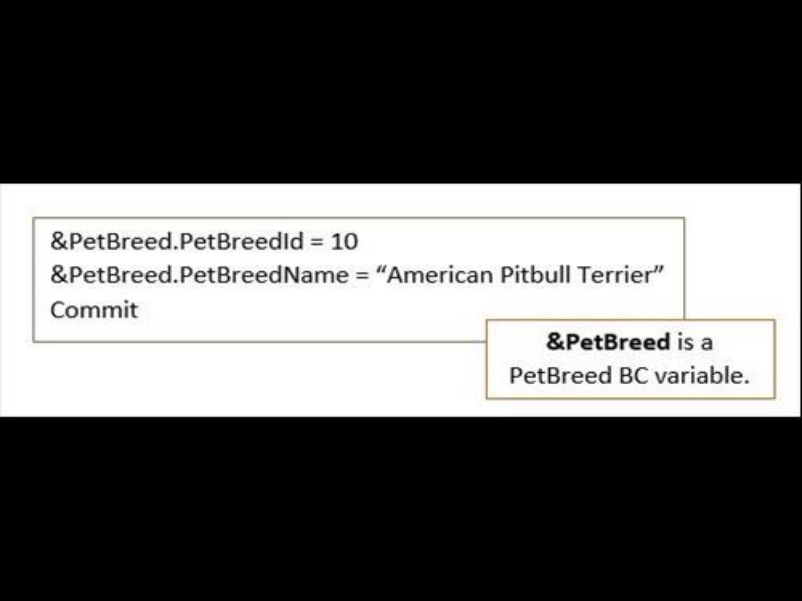 &PetBreed.PetBreedId = 10
&PetBreed.PetBreedName = “American Pitbull Terrier”
Commit
&PetBreed is a
PetBreed BC variable.